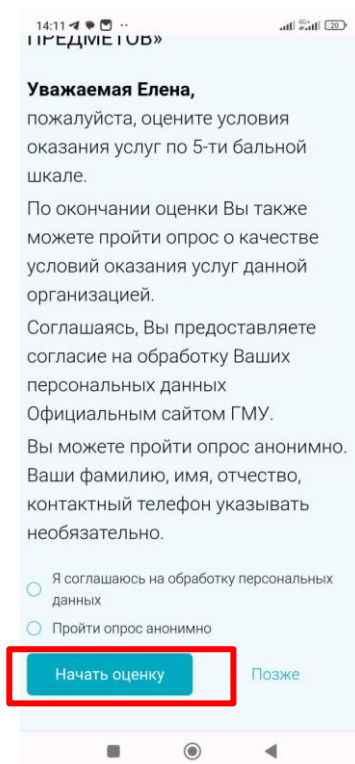 14:11
20
ПРЕДМЕТОВ»
Уважаемая Елена,
пожалуйста, оцените условия
оказания услуг по 5-ти бальной
шкале.
По окончании оценки Вы также
можете пройти опрос о качестве
условий оказания услуг данной
организацией.
Соглашаясь, Вы предоставляете
согласие на обработку Ваших
персональных данных
Официальным сайтом ГМУ.
Вы можете пройти опрос анонимно.
Ваши фамилию, имя, отчество,
контактный телефон указывать
необязательно.
Я соглашаюсь на обработку персональных
данных
Пройти опрос анонимно
Начать оценку Позже